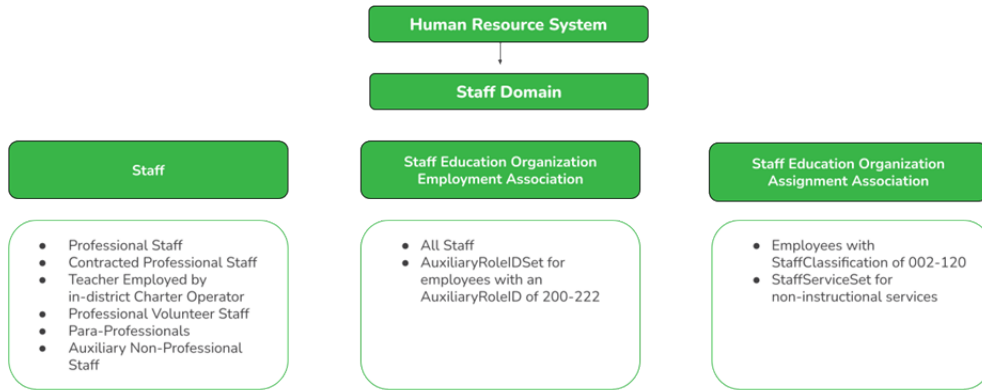 Human Resource System
Staff Domain
Staff
Staff Education Organization
Employment Association
Staff Education Organization
Assignment Association
● Professional Staff
● Contracted Professional Staff
● Teacher Employed by
in-district Charter Operator
● Professional Volunteer Staff
● Para-Professionals
● Auxiliary Non-Professional
Staff
● All Staff
● AuxiliaryRoleIDSet for
employees with an
AuxiliaryRoleID of 200-222
● Employees with
StaffClassification of 002-120
● StaffServiceSet for
non-instructional services